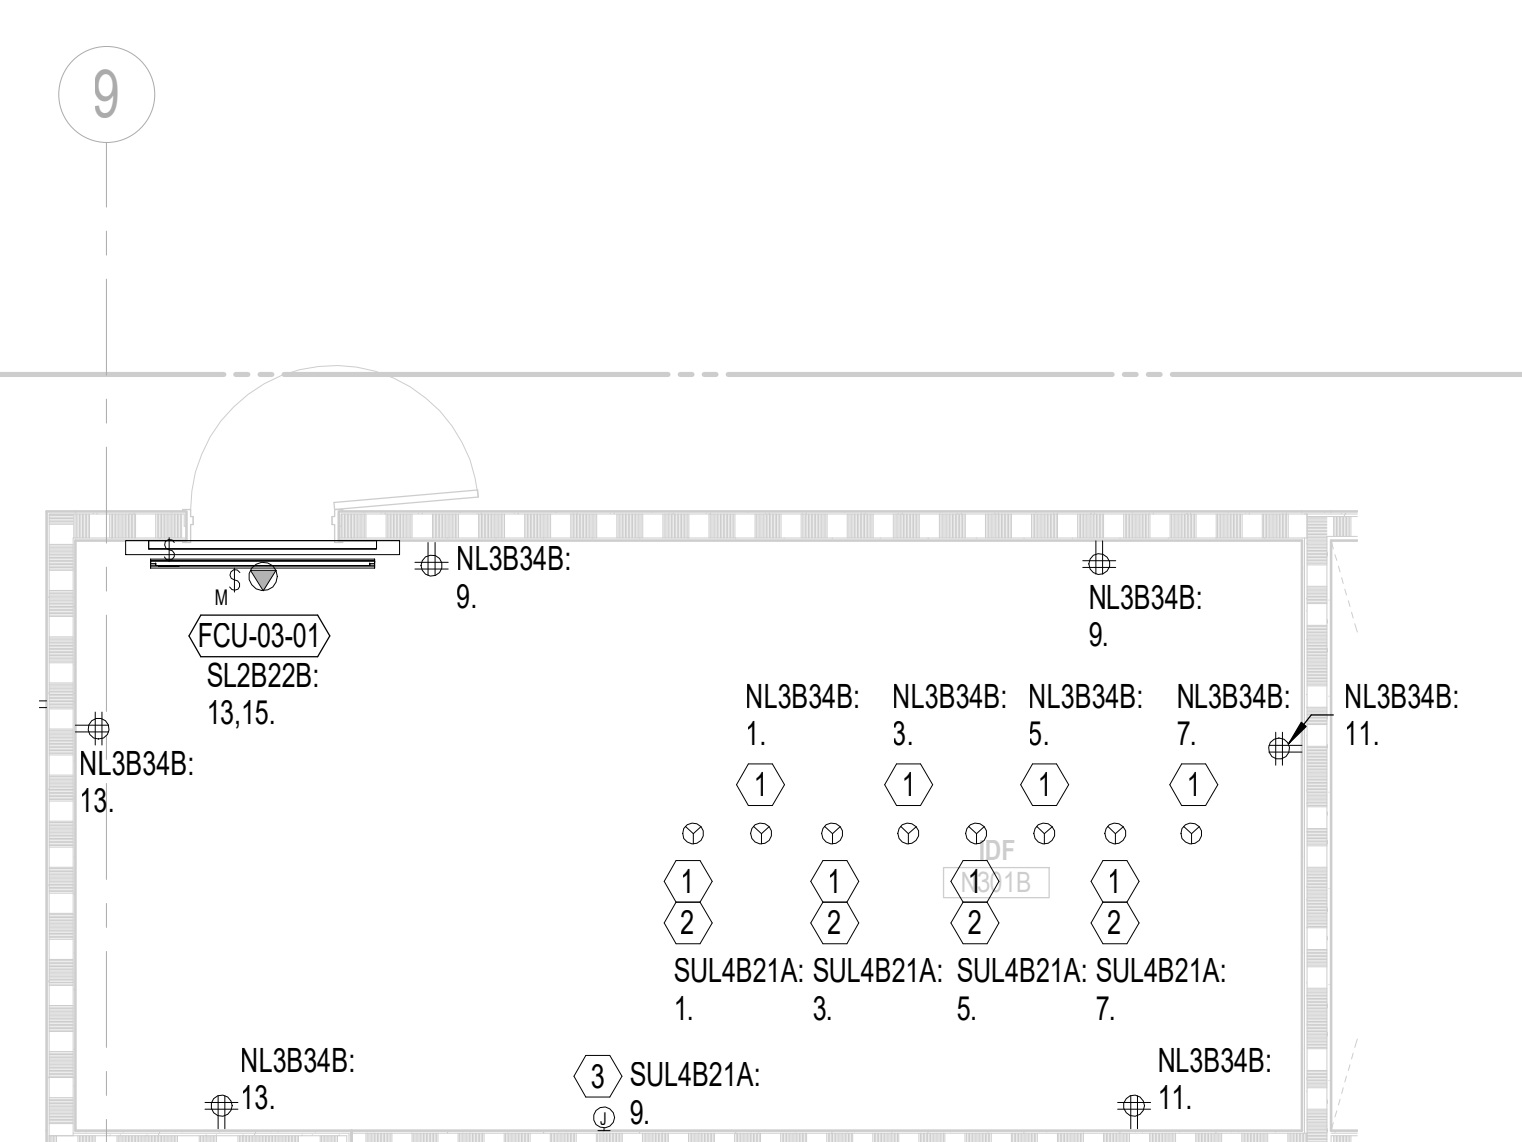 9
$
NL3B34B:
9.
$
M
FCU-03-01
SL2B22B:
13,15.
NL3B34B:
9.
NL3B34B:
13.
NL3B34B:
1.
NL3B34B:
3.
NL3B34B:
5.
NL3B34B:
7.
NL3B34B:
11.
1
1
1
1
IDF
N301B
1
2
1
2
1
2
1
2
SUL4B21A:
1.
SUL4B21A:
3.
SUL4B21A:
5.
SUL4B21A:
7.
NL3B34B:
13.
3
SUL4B21A:
9.
J
NL3B34B:
11.